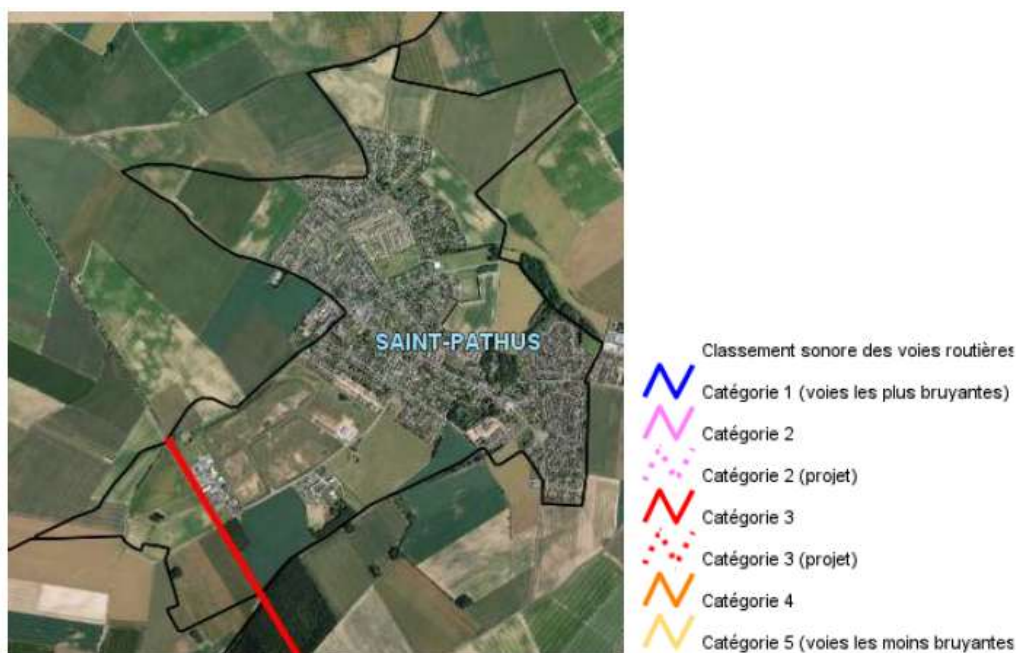 SAINT-PATHUS
Classement sonore des voies routières
Catégorie 1 (voies les plus bruyantes)
Catégorie 2
Catégorie 2 (projet)
Catégorie 3
Catégorie 3 (projet)
Catégorie 4
Catégorie 5 (voies les moins bruyantes